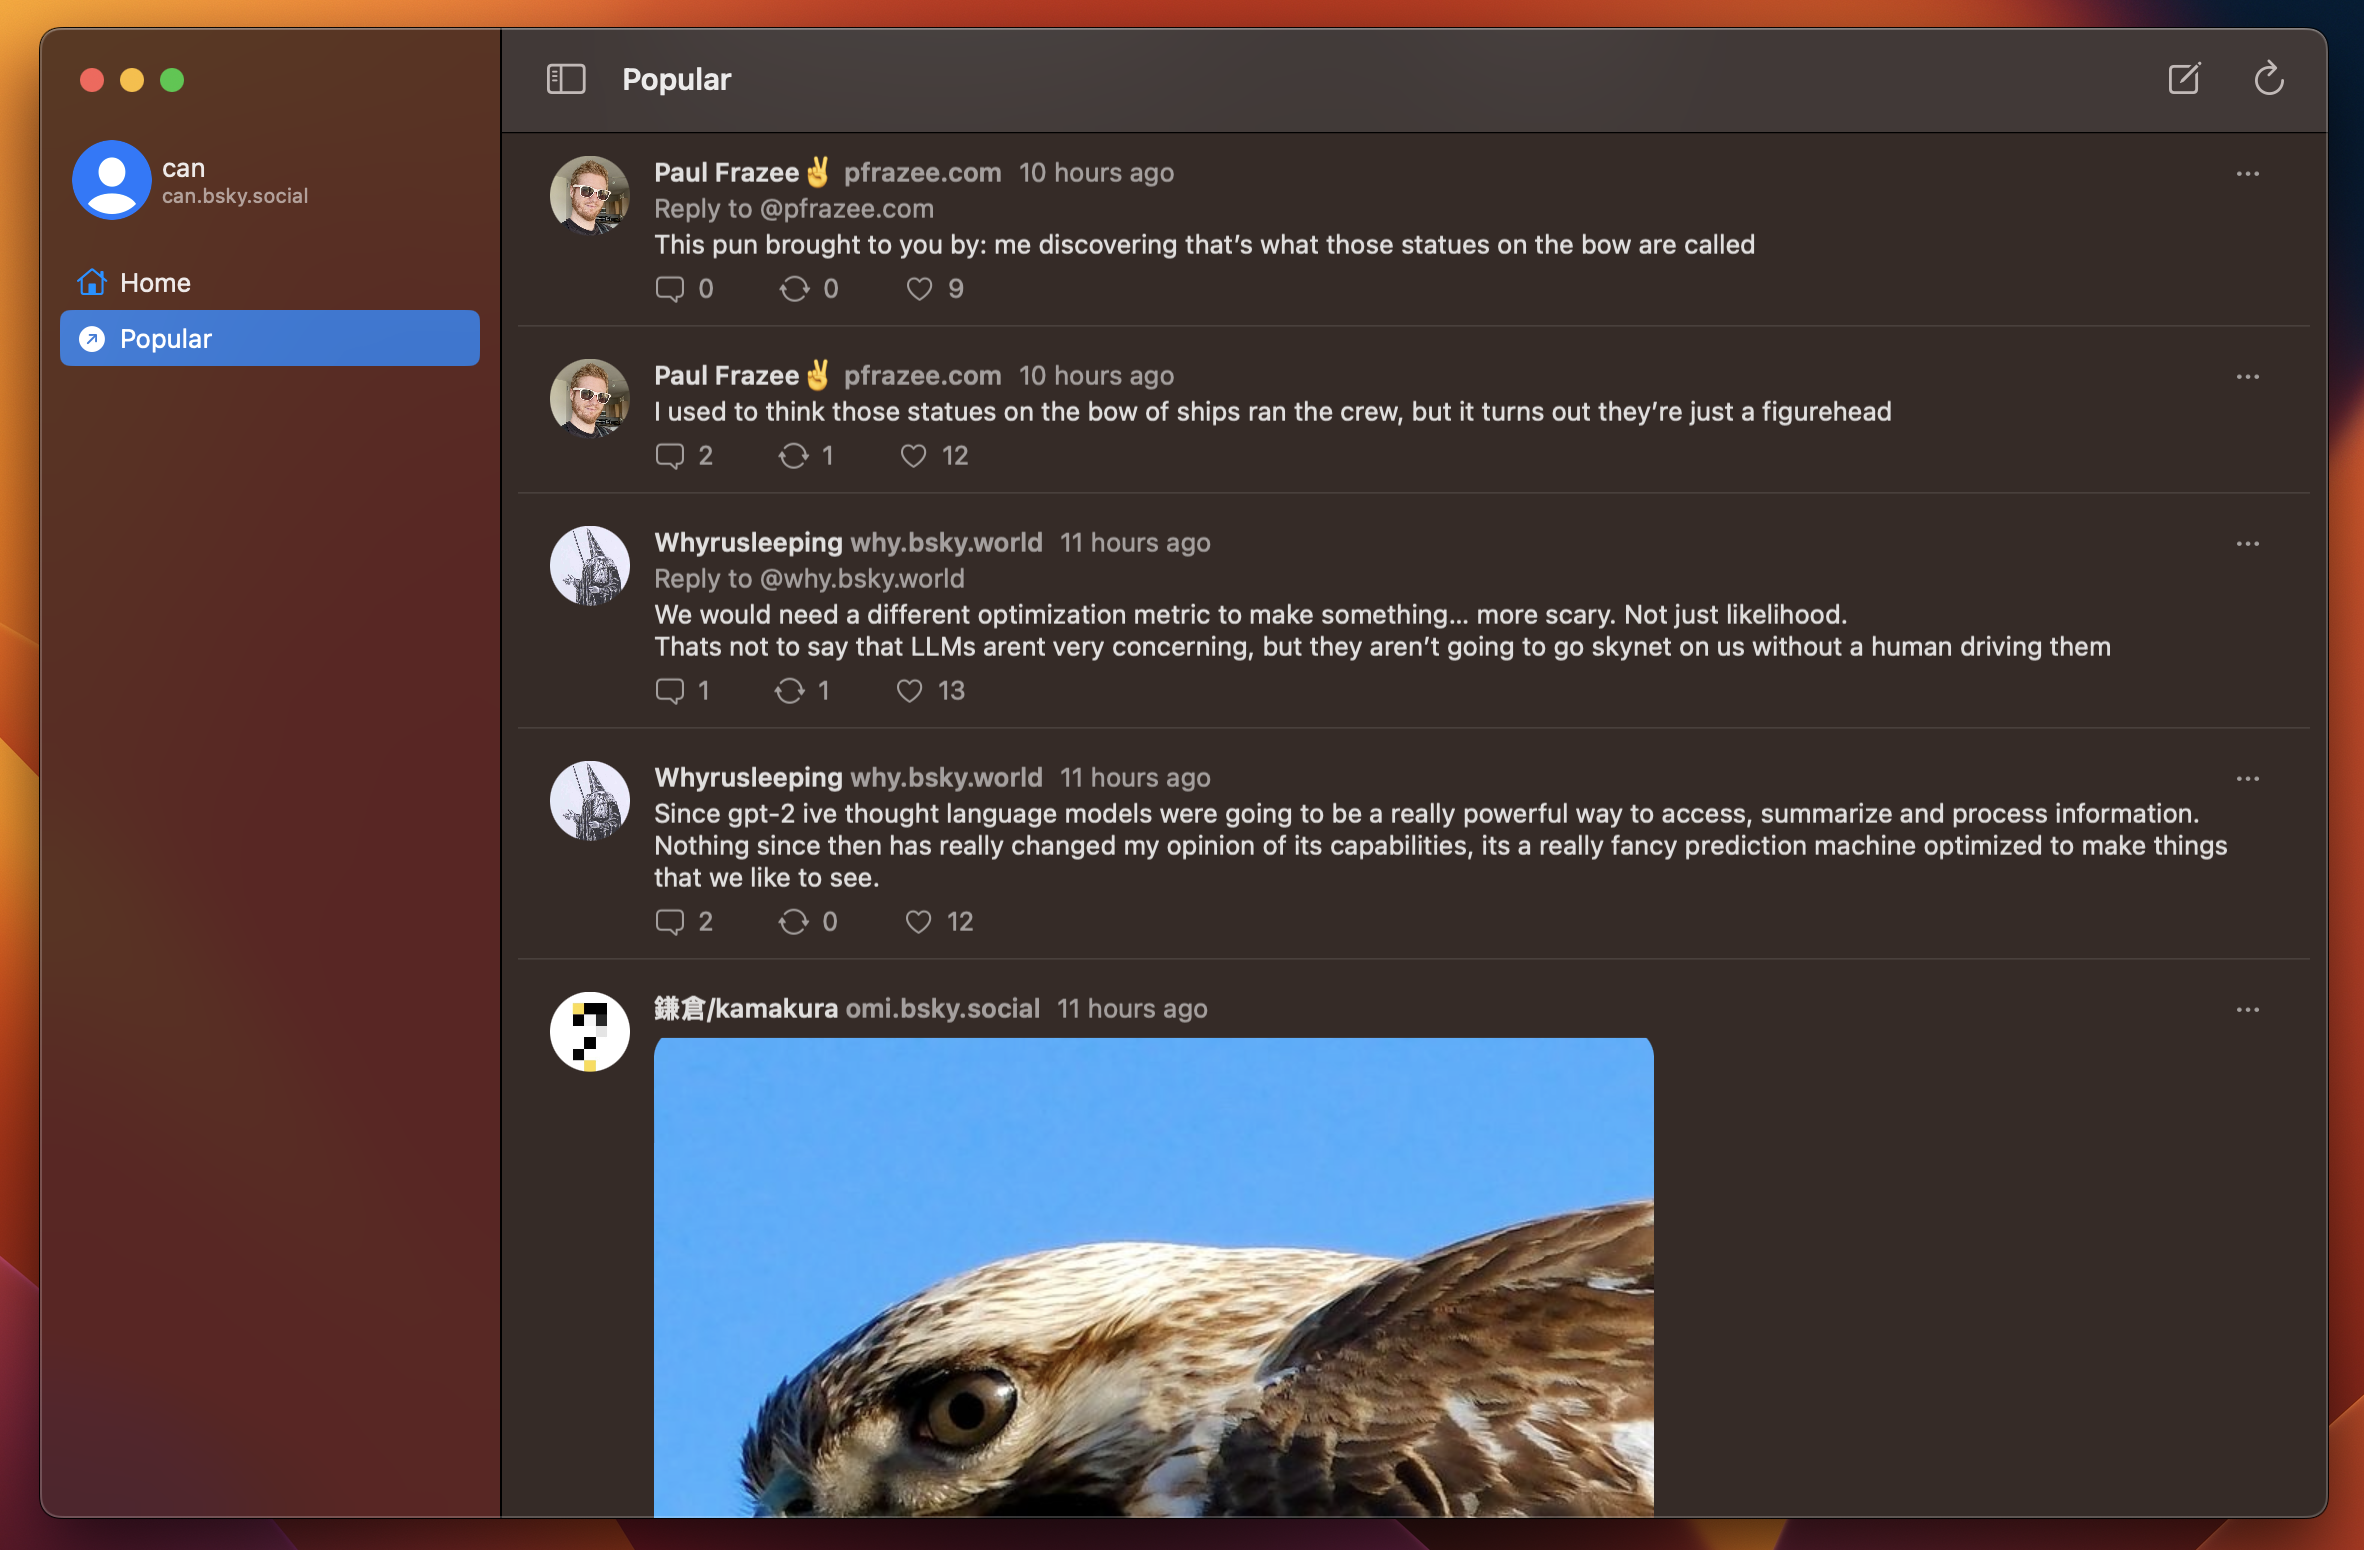 Popular
can
can.bsky.social
Home
Popular
Paul Frazee✌️ pfrazee.com 10 hours ago
Reply to @pfrazee.com
This pun brought to you by: me discovering that’s what those statues on the bow are called
0 0 9
Paul Frazee✌️ pfrazee.com 10 hours ago
I used to think those statues on the bow of ships ran the crew, but it turns out they’re just a figurehead
2 1 12
Whyrusleeping why.bsky.world 11 hours ago
Reply to @why.bsky.world
We would need a different optimization metric to make something… more scary. Not just likelihood.
Thats not to say that LLMs arent very concerning, but they aren’t going to go skynet on us without a human driving them
1 1 13
Whyrusleeping why.bsky.world 11 hours ago
Since gpt-2 ive thought language models were going to be a really powerful way to access, summarize and process information.
Nothing since then has really changed my opinion of its capabilities, its a really fancy prediction machine optimized to make things
that we like to see.
2 0 12
鎌倉/kamakura omi.bsky.social 11 hours ago